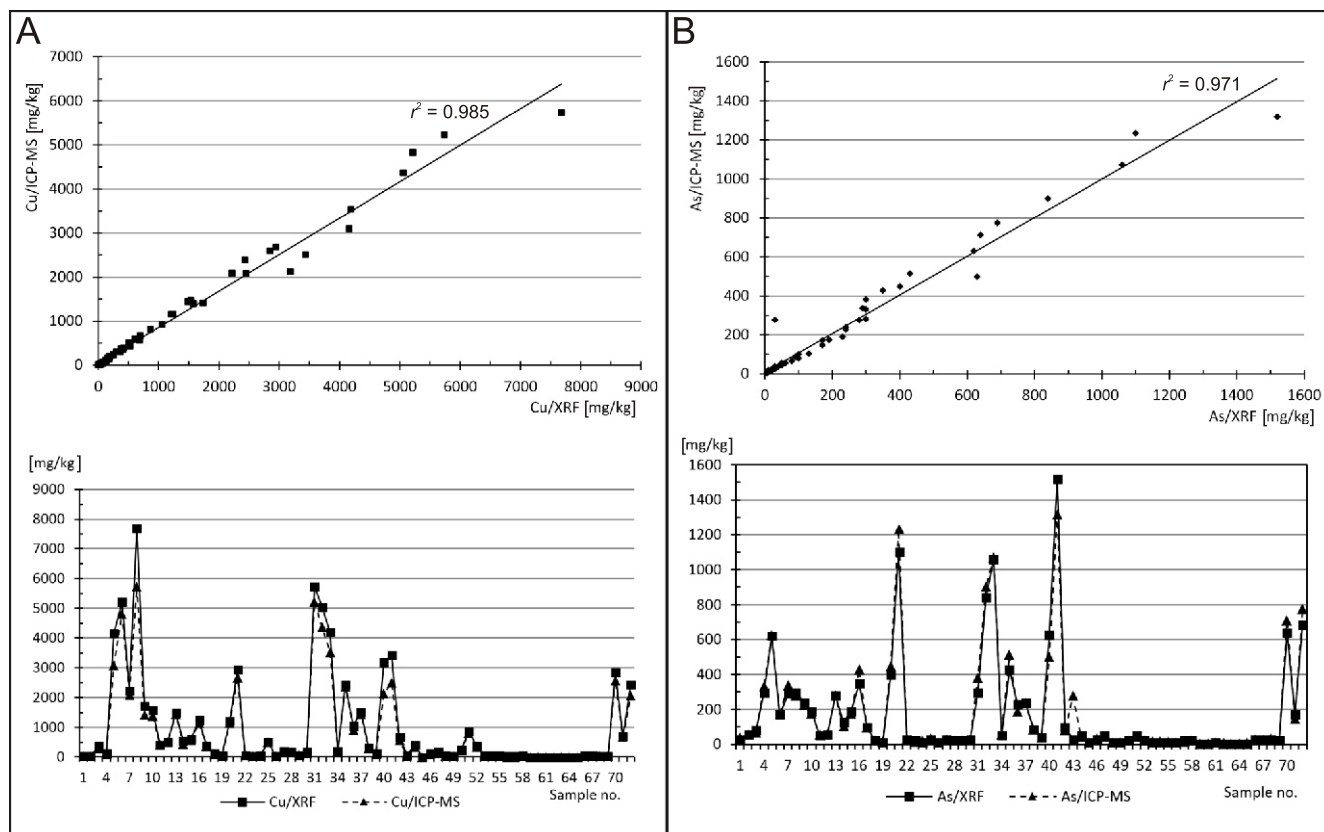 A
7000
6000
5000
4000
3000
2000
1000
0
Cu/ICP-MS [mg/kg]
r² = 0.985
0 1000 2000 3000 4000 5000 6000 7000 8000 9000
Cu/XRF [mg/kg]
[mg/kg]
9000
8000
7000
6000
5000
4000
3000
2000
1000
0
1 4 7 10 13 16 19 22 25 28 31 34 37 40 43 46 49 52 55 58 61 64 67 70
Cu/XRF Cu/ICP-MS Sample no.
B
1600
1400
1200
1000
800
600
400
200
0
As/ICP-MS [mg/kg]
r² = 0.971
0 200 400 600 800 1000 1200 1400 1600
As/XRF [mg/kg]
[mg/kg]
1600
1400
1200
1000
800
600
400
200
0
1 4 7 10 13 16 19 22 25 28 31 34 37 40 43 46 49 52 55 58 61 64 67 70
As/XRF As/ICP-MS Sample no.